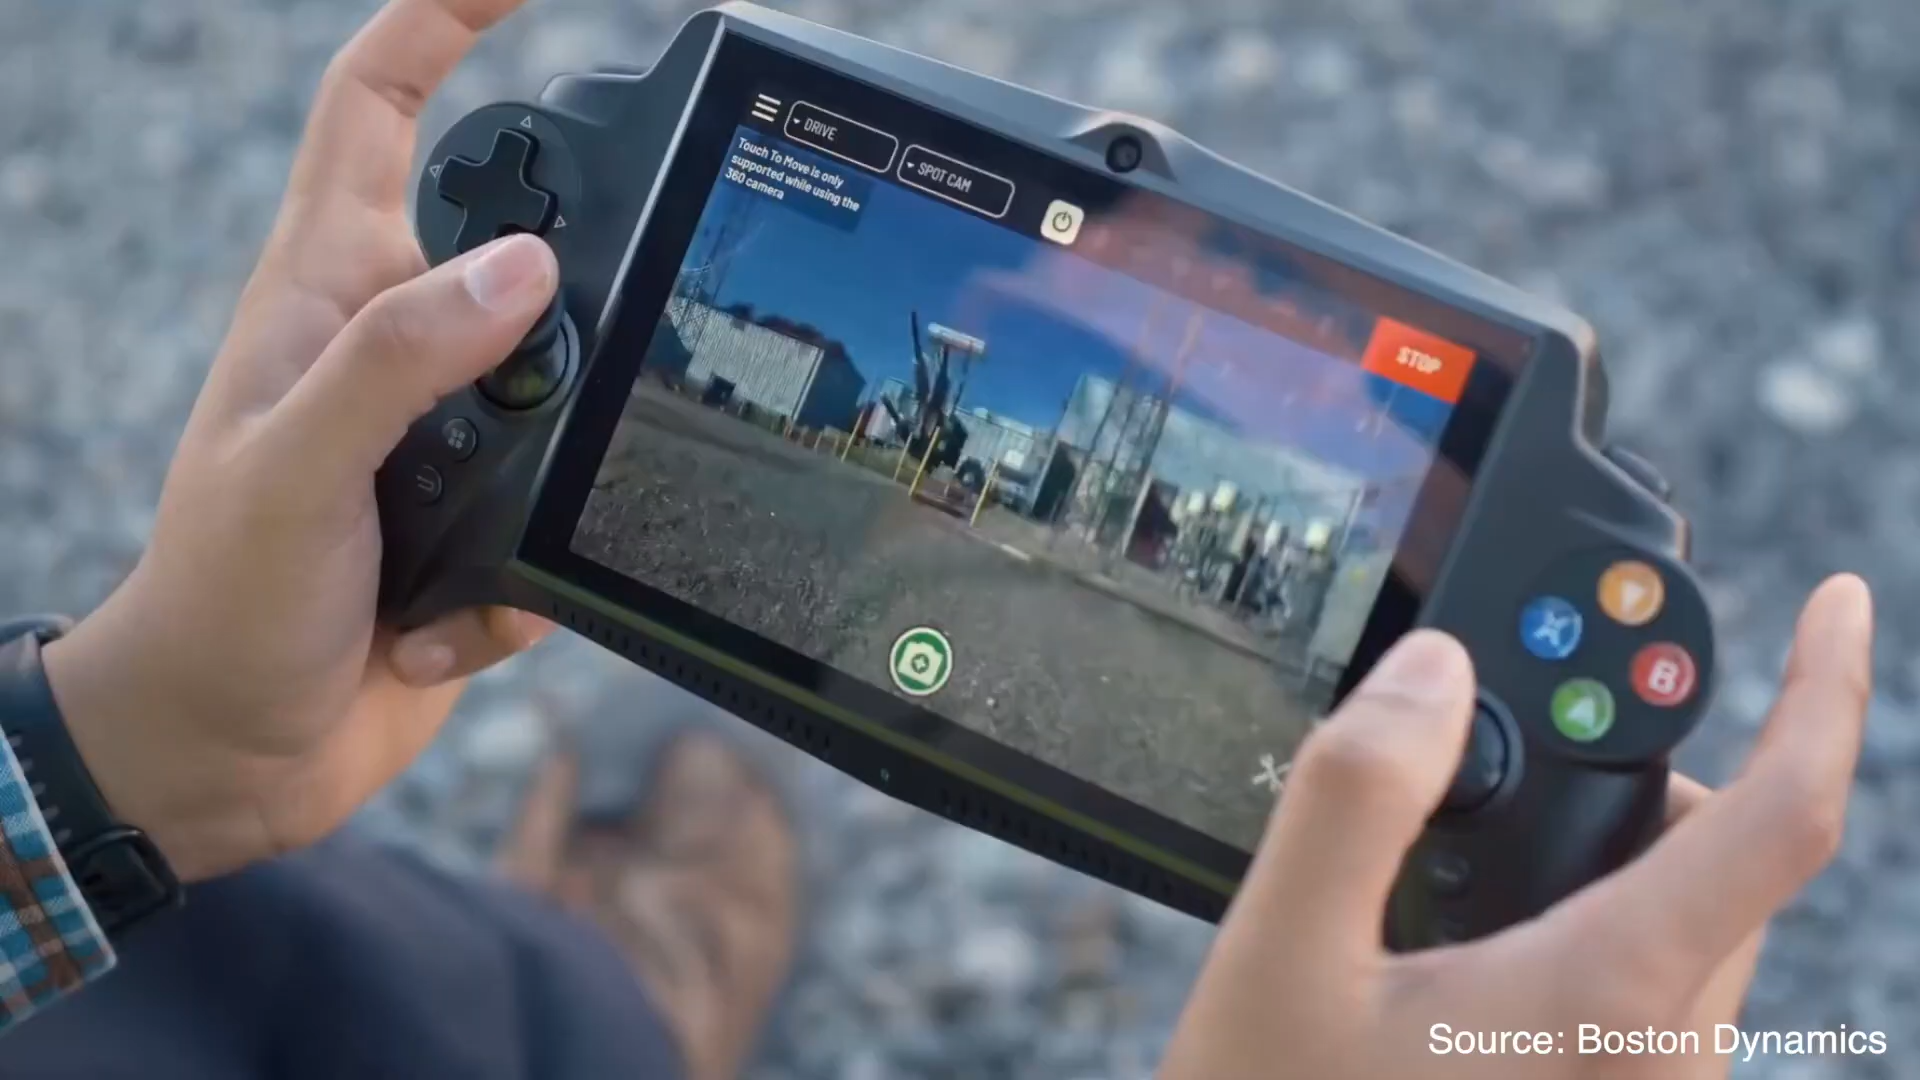 DRIVE
SPOT CAM
Touch To Move is only
supported while using the
360 camera
STOP
B
A
Source: Boston Dynamics